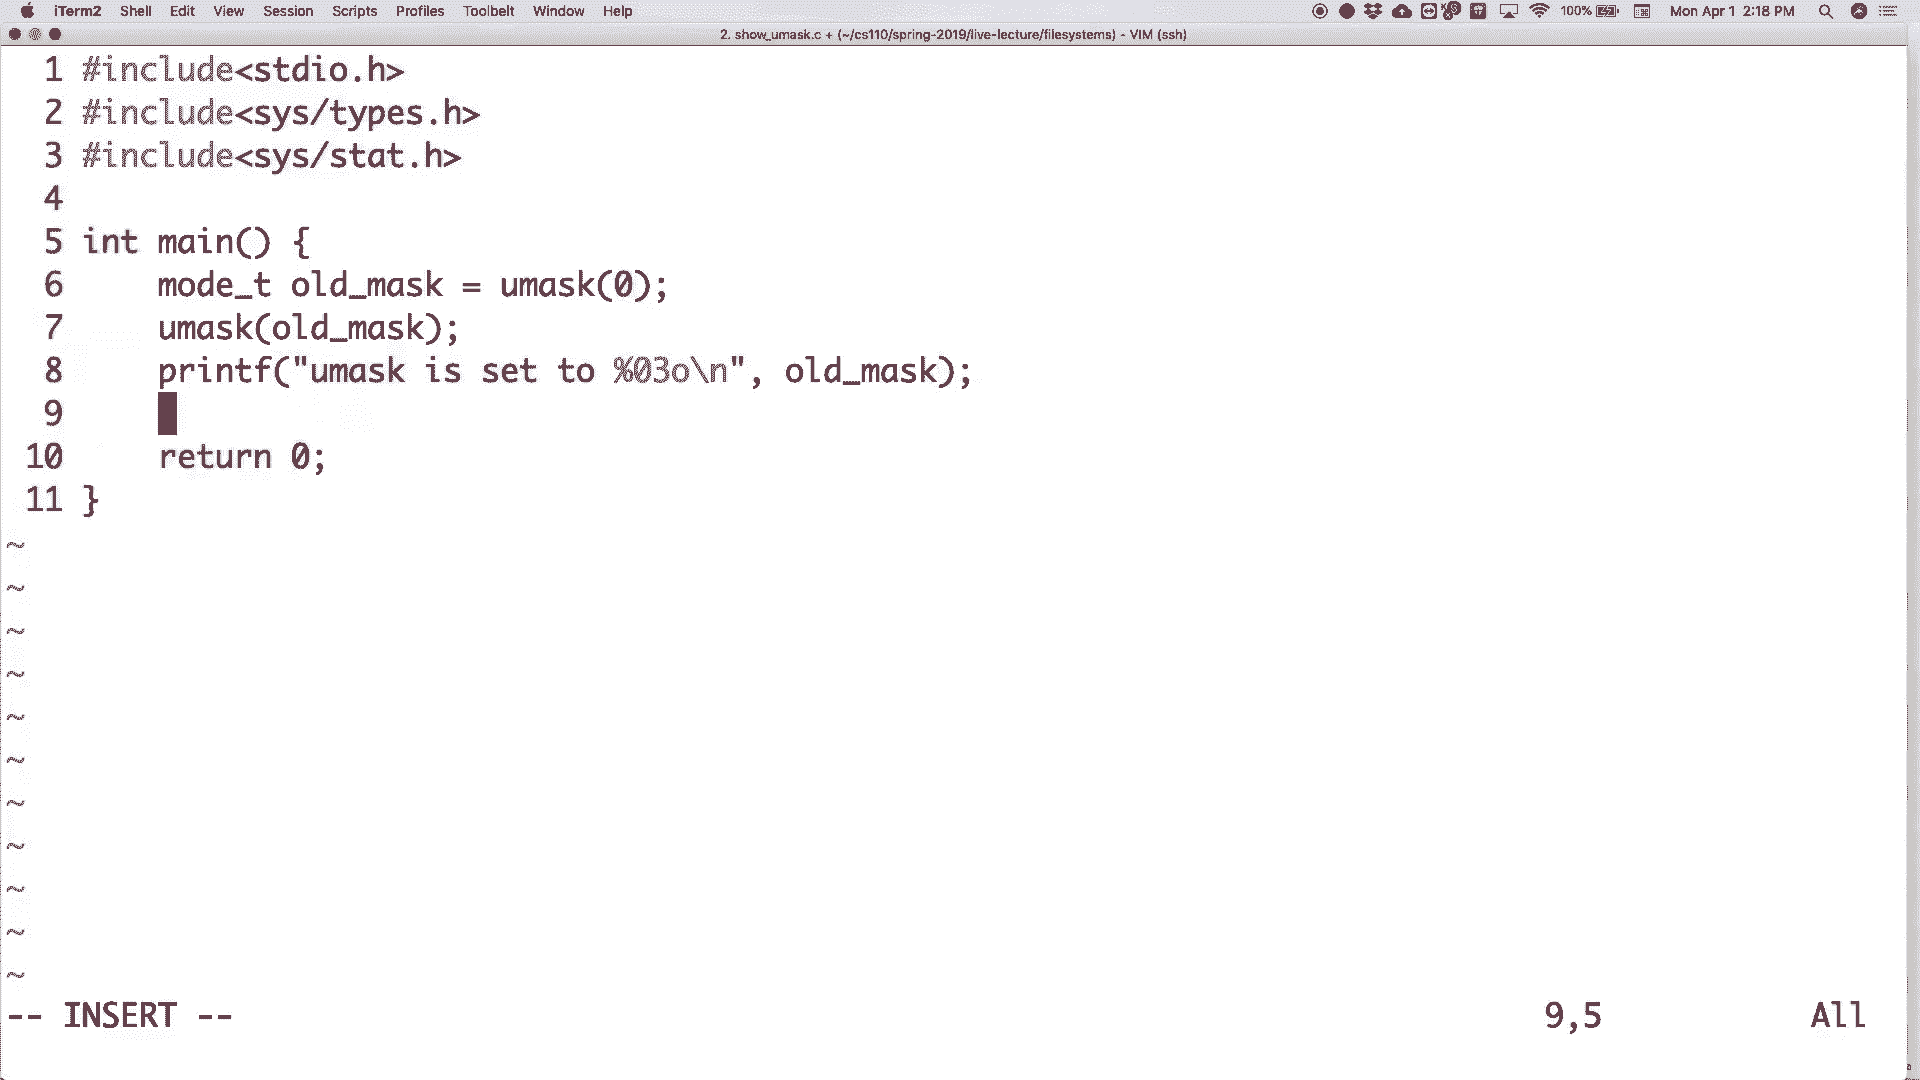 iTerm2 Shell Edit View Session Scripts Profiles Toolbelt Window Help 100% Mon Apr 1 2:18 PM
2. show_umask.c + (~/cs110/spring-2019/live-lecture/filesystems) - VIM (ssh)
1 #include<stdio.h>
2 #include<sys/types.h>
3 #include<sys/stat.h>
4
5 int main() {
6     mode_t old_mask = umask(0);
7     umask(old_mask);
8     printf("umask is set to %03o\n", old_mask);
9
10     return 0;
11 }
~
~
~
~
~
~
~
~
~
~
~
-- INSERT -- 9,5 All